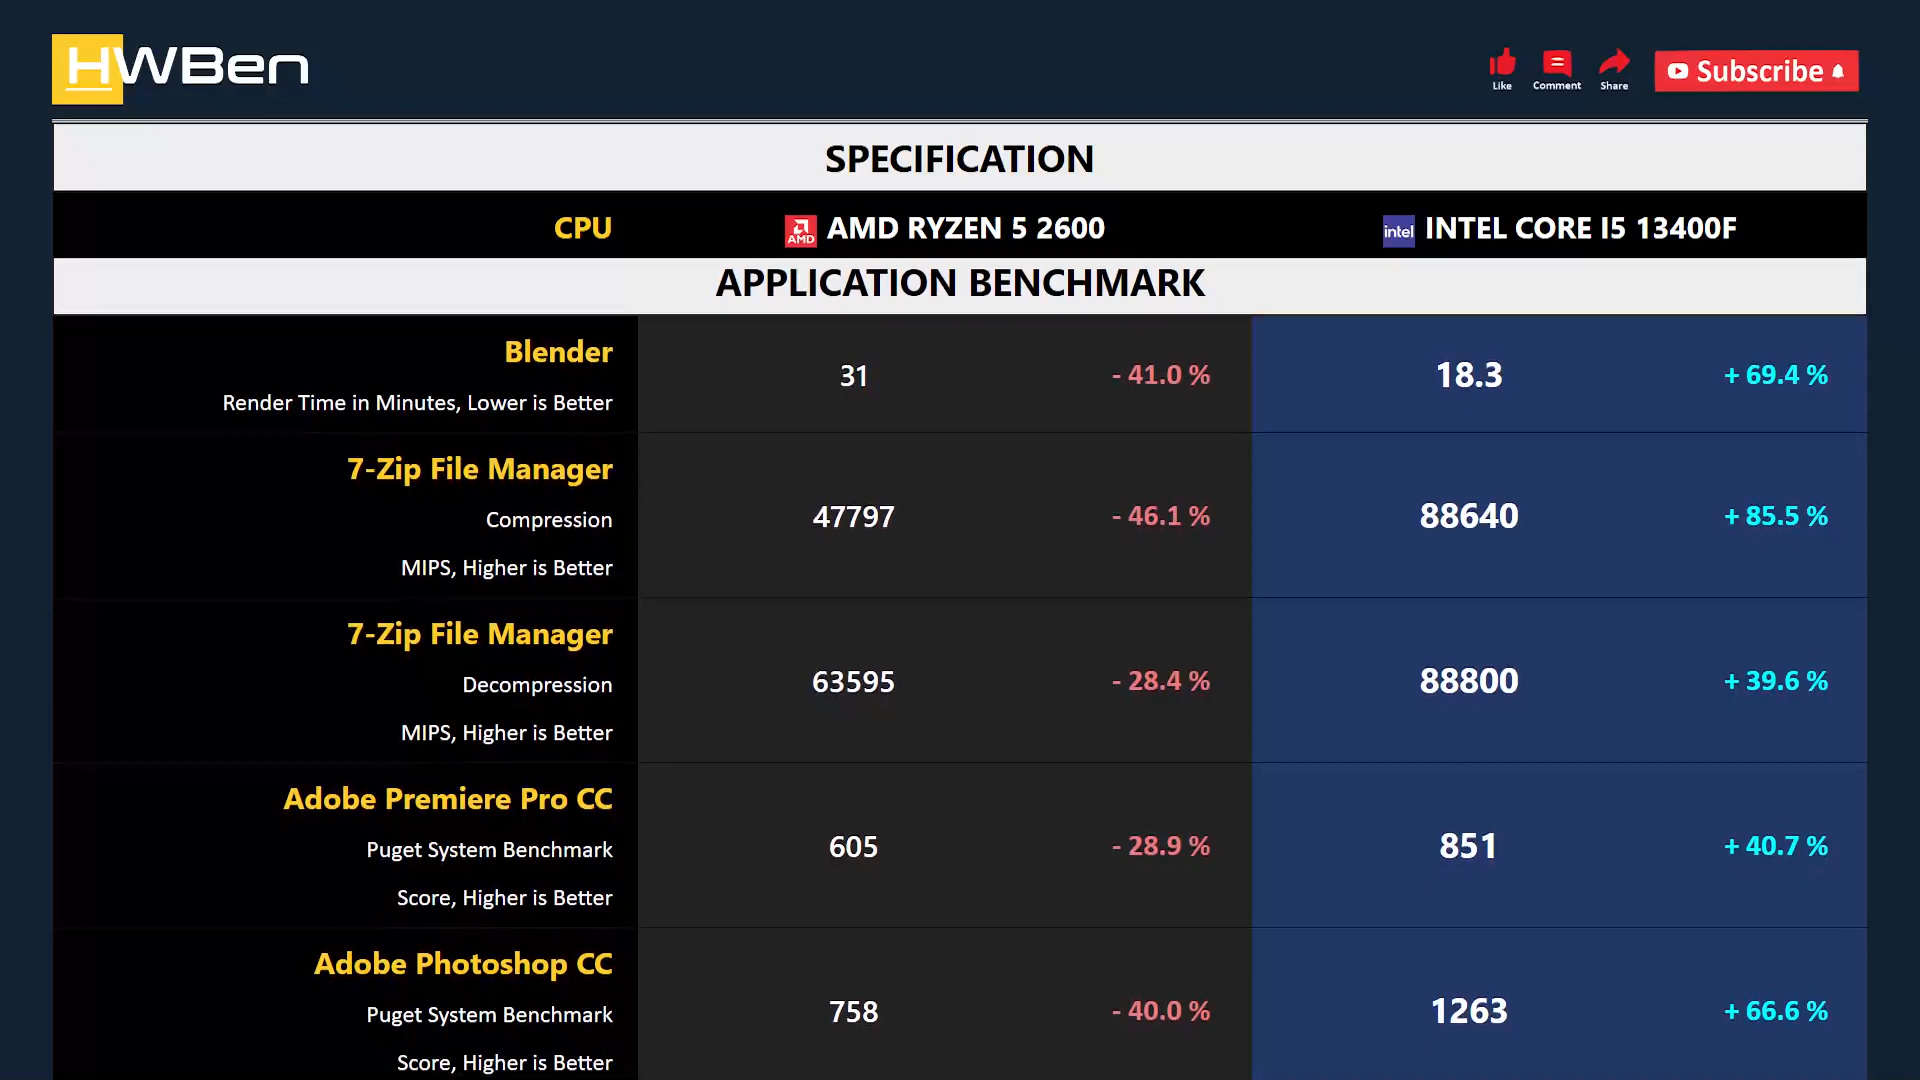 HWBen
Like
Comment
Share
Subscribe
SPECIFICATION
CPU
AMD
AMD RYZEN 5 2600
intel
INTEL CORE I5 13400F
APPLICATION BENCHMARK
Blender
Render Time in Minutes, Lower is Better
31
- 41.0 %
18.3
+ 69.4 %
7-Zip File Manager
Compression
MIPS, Higher is Better
47797
- 46.1 %
88640
+ 85.5 %
7-Zip File Manager
Decompression
MIPS, Higher is Better
63595
- 28.4 %
88800
+ 39.6 %
Adobe Premiere Pro CC
Puget System Benchmark
Score, Higher is Better
605
- 28.9 %
851
+ 40.7 %
Adobe Photoshop CC
Puget System Benchmark
Score, Higher is Better
758
- 40.0 %
1263
+ 66.6 %